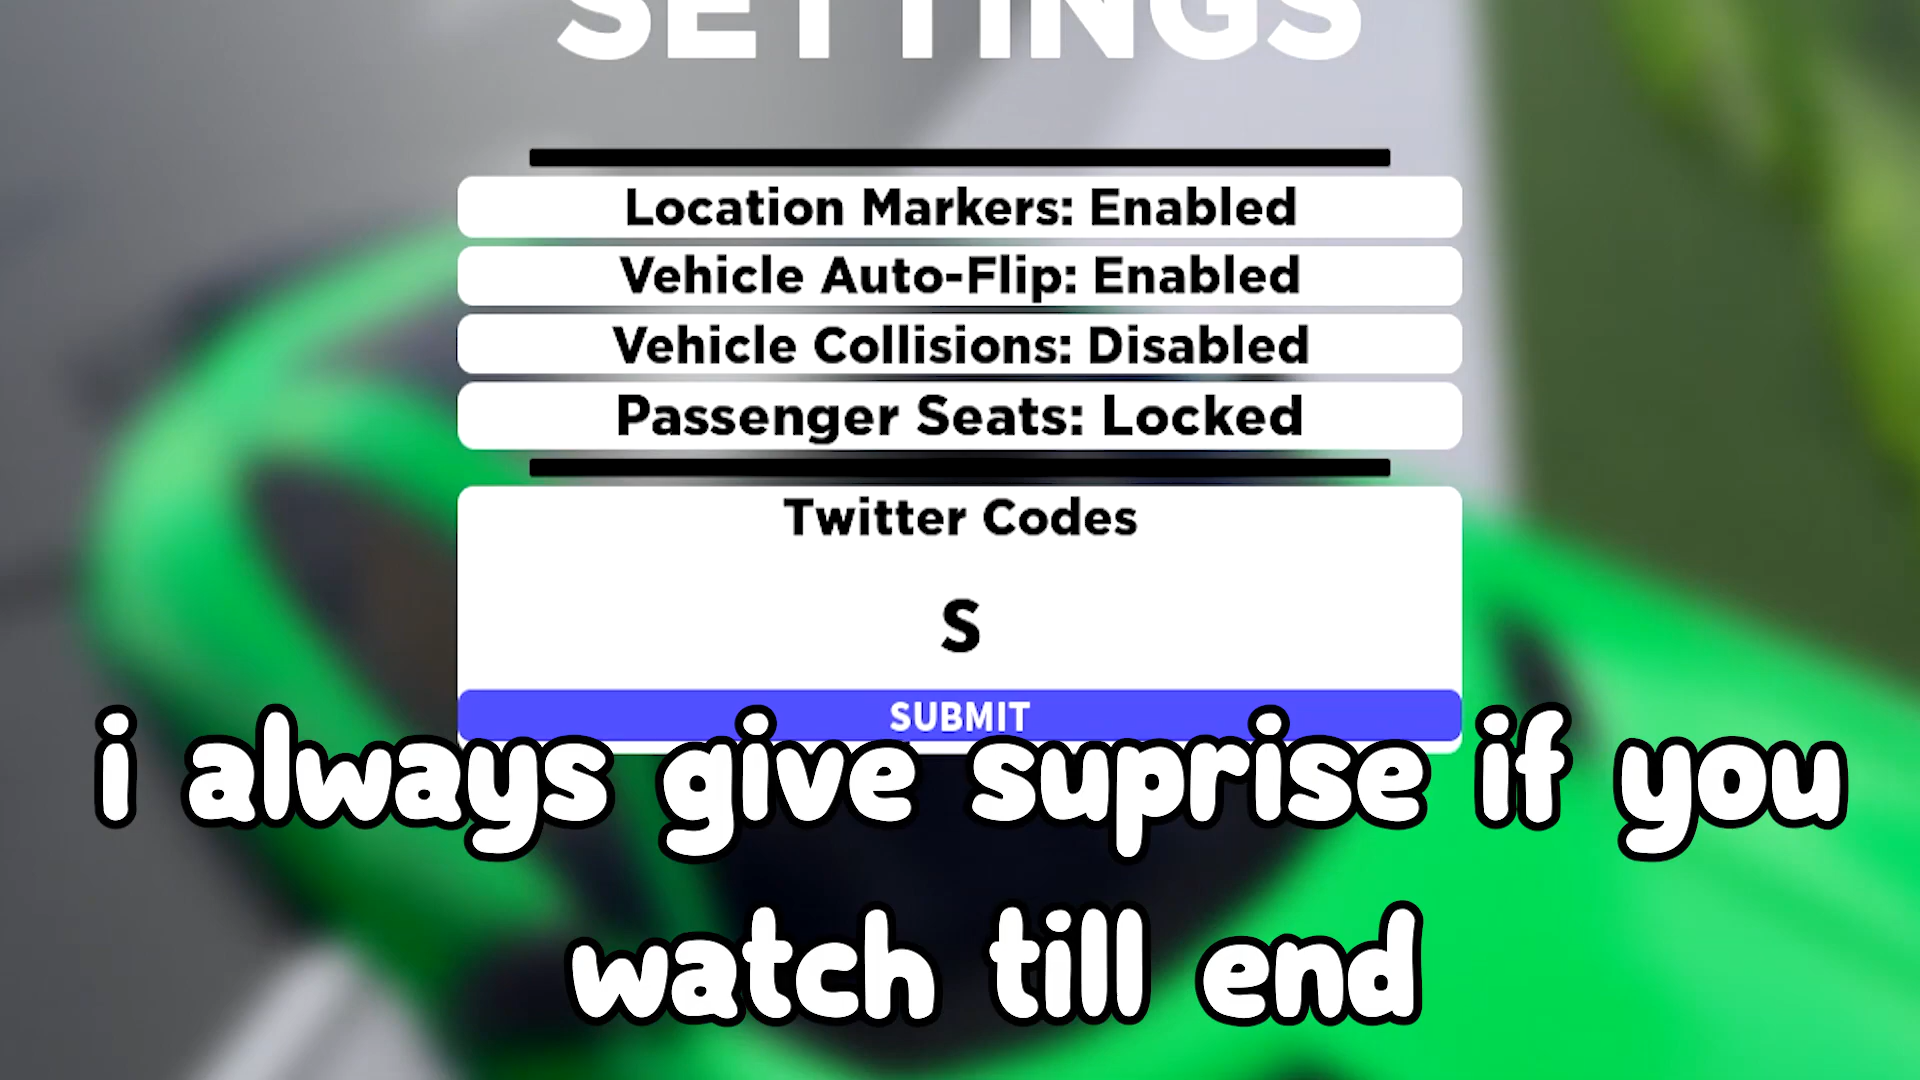 SETTINGS
Location Markers: Enabled
Vehicle Auto-Flip: Enabled
Vehicle Collisions: Disabled
Passenger Seats: Locked
Twitter Codes
S
SUBMIT
i always give suprise if you
watch till end